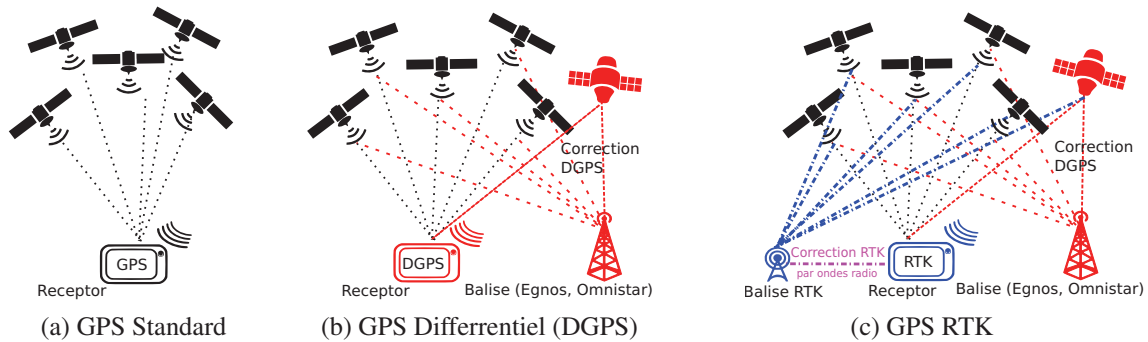 GPS
Receptor
(a) GPS Standard
Correction
DGPS
DGPS
Receptor
Balise (Egnos, Omnistar)
(b) GPS Differrentiel (DGPS)
Correction
DGPS
Correction RTK
par ondes radio
RTK
Balise RTK
Receptor
Balise (Egnos, Omnistar)
(c) GPS RTK